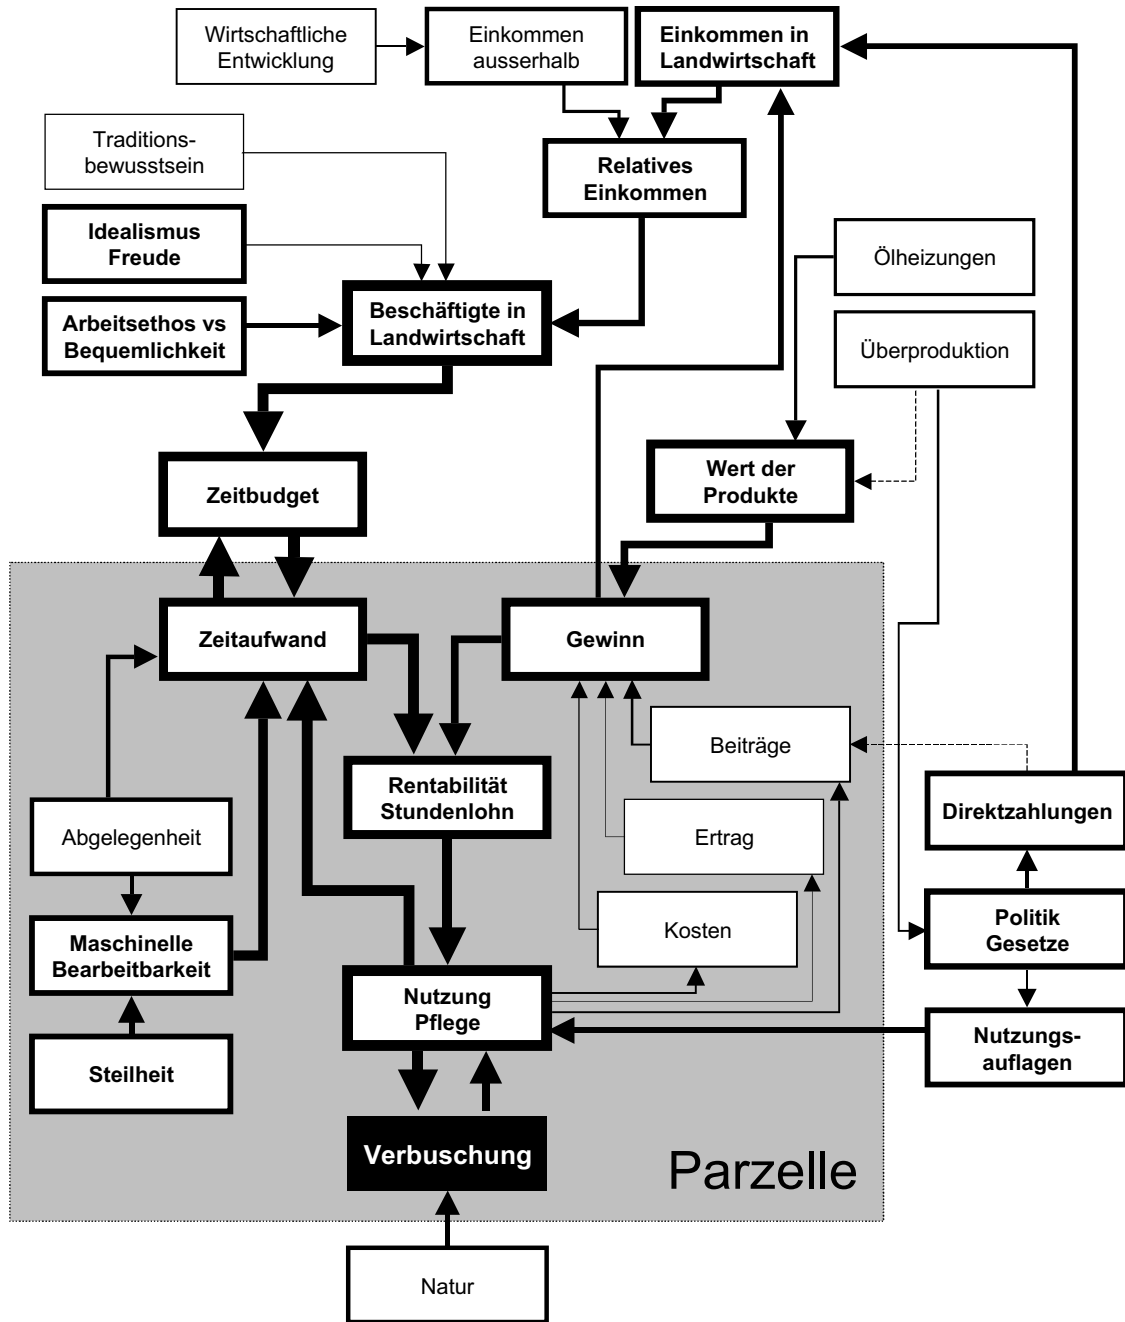 Wirtschaftliche
Entwicklung
Einkommen
ausserhalb
Einkommen in
Landwirtschaft
Traditions-
bewusstsein
Relatives
Einkommen
Idealismus
Freude
Ölheizungen
Arbeitsethos vs
Bequemlichkeit
Beschäftigte in
Landwirtschaft
Überproduktion
Zeitbudget
Wert der
Produkte
Zeitaufwand
Gewinn
Beiträge
Rentabilität
Stundenlohn
Direktzahlungen
Abgelegenheit
Ertrag
Maschinelle
Bearbeitbarkeit
Kosten
Politik
Gesetze
Nutzung
Pflege
Nutzungs-
auflagen
Steilheit
Verbuschung
Parzelle
Natur